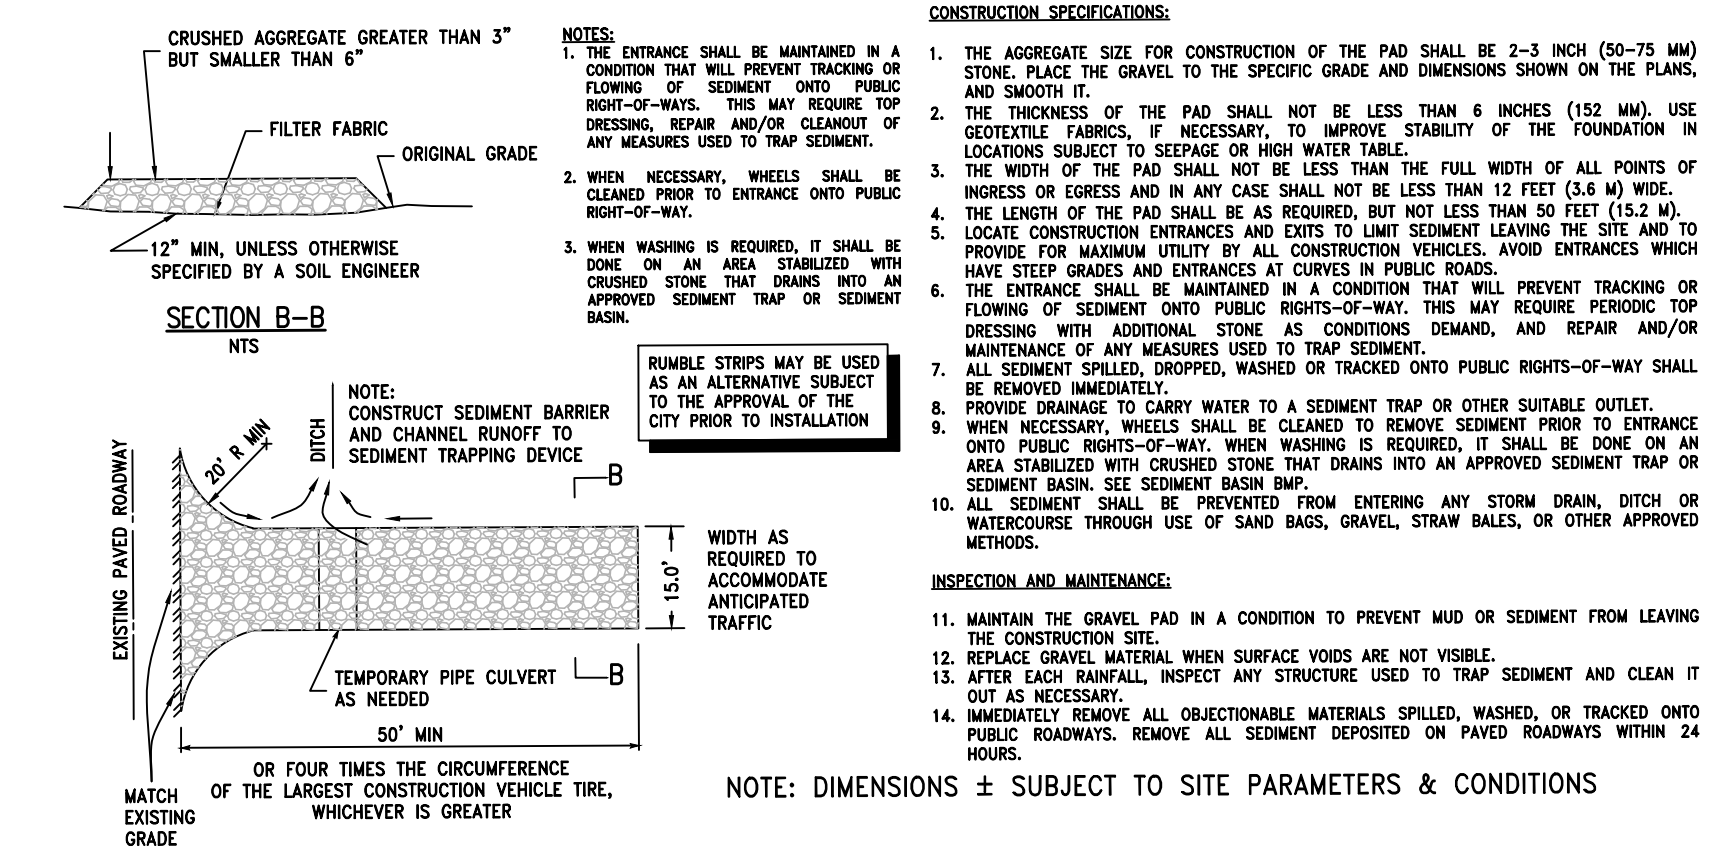 CRUSHED AGGREGATE GREATER THAN 3"
BUT SMALLER THAN 6"
FILTER FABRIC
ORIGINAL GRADE
12" MIN, UNLESS OTHERWISE
SPECIFIED BY A SOIL ENGINEER
SECTION B-B
NTS
NOTES:
1. THE ENTRANCE SHALL BE MAINTAINED IN A
CONDITION THAT WILL PREVENT TRACKING OR
FLOWING OF SEDIMENT ONTO PUBLIC
RIGHT-OF-WAYS. THIS MAY REQUIRE TOP
DRESSING, REPAIR AND/OR CLEANOUT OF
ANY MEASURES USED TO TRAP SEDIMENT.
2. WHEN NECESSARY, WHEELS SHALL BE
CLEANED PRIOR TO ENTRANCE ONTO PUBLIC
RIGHT-OF-WAY.
3. WHEN WASHING IS REQUIRED, IT SHALL BE
DONE ON AN AREA STABILIZED WITH
CRUSHED STONE THAT DRAINS INTO AN
APPROVED SEDIMENT TRAP OR SEDIMENT
BASIN.
RUMBLE STRIPS MAY BE USED
AS AN ALTERNATIVE SUBJECT
TO THE APPROVAL OF THE
CITY PRIOR TO INSTALLATION
NOTE:
CONSTRUCT SEDIMENT BARRIER
AND CHANNEL RUNOFF TO
SEDIMENT TRAPPING DEVICE
DITCH
20' R MIN
EXISTING PAVED ROADWAY
B
15.0'
WIDTH AS
REQUIRED TO
ACCOMMODATE
ANTICIPATED
TRAFFIC
B
TEMPORARY PIPE CULVERT
AS NEEDED
50' MIN
OR FOUR TIMES THE CIRCUMFERENCE
OF THE LARGEST CONSTRUCTION VEHICLE TIRE,
WHICHEVER IS GREATER
MATCH
EXISTING
GRADE
CONSTRUCTION SPECIFICATIONS:
1. THE AGGREGATE SIZE FOR CONSTRUCTION OF THE PAD SHALL BE 2-3 INCH (50-75 MM)
STONE. PLACE THE GRAVEL TO THE SPECIFIC GRADE AND DIMENSIONS SHOWN ON THE PLANS,
AND SMOOTH IT.
2. THE THICKNESS OF THE PAD SHALL NOT BE LESS THAN 6 INCHES (152 MM). USE
GEOTEXTILE FABRICS, IF NECESSARY, TO IMPROVE STABILITY OF THE FOUNDATION IN
LOCATIONS SUBJECT TO SEEPAGE OR HIGH WATER TABLE.
3. THE WIDTH OF THE PAD SHALL NOT BE LESS THAN THE FULL WIDTH OF ALL POINTS OF
INGRESS OR EGRESS AND IN ANY CASE SHALL NOT BE LESS THAN 12 FEET (3.6 M) WIDE.
4. THE LENGTH OF THE PAD SHALL BE AS REQUIRED, BUT NOT LESS THAN 50 FEET (15.2 M).
5. LOCATE CONSTRUCTION ENTRANCES AND EXITS TO LIMIT SEDIMENT LEAVING THE SITE AND TO
PROVIDE FOR MAXIMUM UTILITY BY ALL CONSTRUCTION VEHICLES. AVOID ENTRANCES WHICH
HAVE STEEP GRADES AND ENTRANCES AT CURVES IN PUBLIC ROADS.
6. THE ENTRANCE SHALL BE MAINTAINED IN A CONDITION THAT WILL PREVENT TRACKING OR
FLOWING OF SEDIMENT ONTO PUBLIC RIGHTS-OF-WAY. THIS MAY REQUIRE PERIODIC TOP
DRESSING WITH ADDITIONAL STONE AS CONDITIONS DEMAND, AND REPAIR AND/OR
MAINTENANCE OF ANY MEASURES USED TO TRAP SEDIMENT.
7. ALL SEDIMENT SPILLED, DROPPED, WASHED OR TRACKED ONTO PUBLIC RIGHTS-OF-WAY SHALL
BE REMOVED IMMEDIATELY.
8. PROVIDE DRAINAGE TO CARRY WATER TO A SEDIMENT TRAP OR OTHER SUITABLE OUTLET.
9. WHEN NECESSARY, WHEELS SHALL BE CLEANED TO REMOVE SEDIMENT PRIOR TO ENTRANCE
ONTO PUBLIC RIGHTS-OF-WAY. WHEN WASHING IS REQUIRED, IT SHALL BE DONE ON AN
AREA STABILIZED WITH CRUSHED STONE THAT DRAINS INTO AN APPROVED SEDIMENT TRAP OR
SEDIMENT BASIN. SEE SEDIMENT BASIN BMP.
10. ALL SEDIMENT SHALL BE PREVENTED FROM ENTERING ANY STORM DRAIN, DITCH OR
WATERCOURSE THROUGH USE OF SAND BAGS, GRAVEL, STRAW BALES, OR OTHER APPROVED
METHODS.
INSPECTION AND MAINTENANCE:
11. MAINTAIN THE GRAVEL PAD IN A CONDITION TO PREVENT MUD OR SEDIMENT FROM LEAVING
THE CONSTRUCTION SITE.
12. REPLACE GRAVEL MATERIAL WHEN SURFACE VOIDS ARE NOT VISIBLE.
13. AFTER EACH RAINFALL, INSPECT ANY STRUCTURE USED TO TRAP SEDIMENT AND CLEAN IT
OUT AS NECESSARY.
14. IMMEDIATELY REMOVE ALL OBJECTIONABLE MATERIALS SPILLED, WASHED, OR TRACKED ONTO
PUBLIC ROADWAYS. REMOVE ALL SEDIMENT DEPOSITED ON PAVED ROADWAYS WITHIN 24
HOURS.
NOTE: DIMENSIONS ± SUBJECT TO SITE PARAMETERS & CONDITIONS